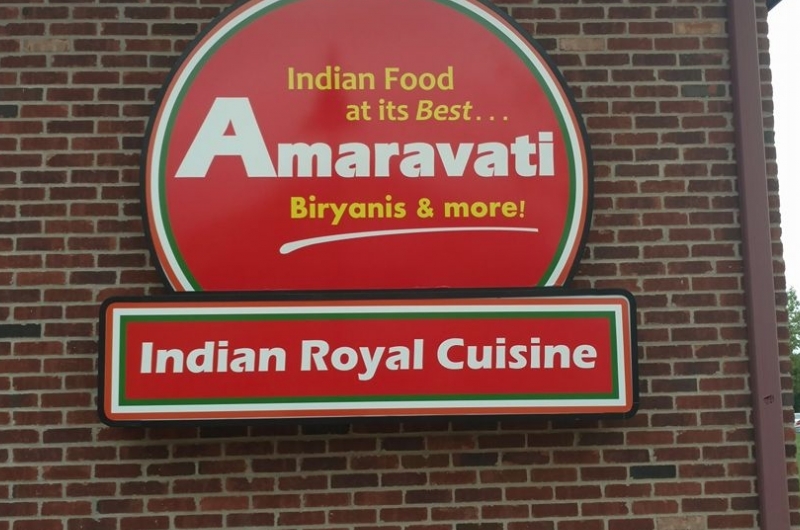 Indian Food
at its Best...
Amaravati
Biryanis & more!
Indian Royal Cuisine